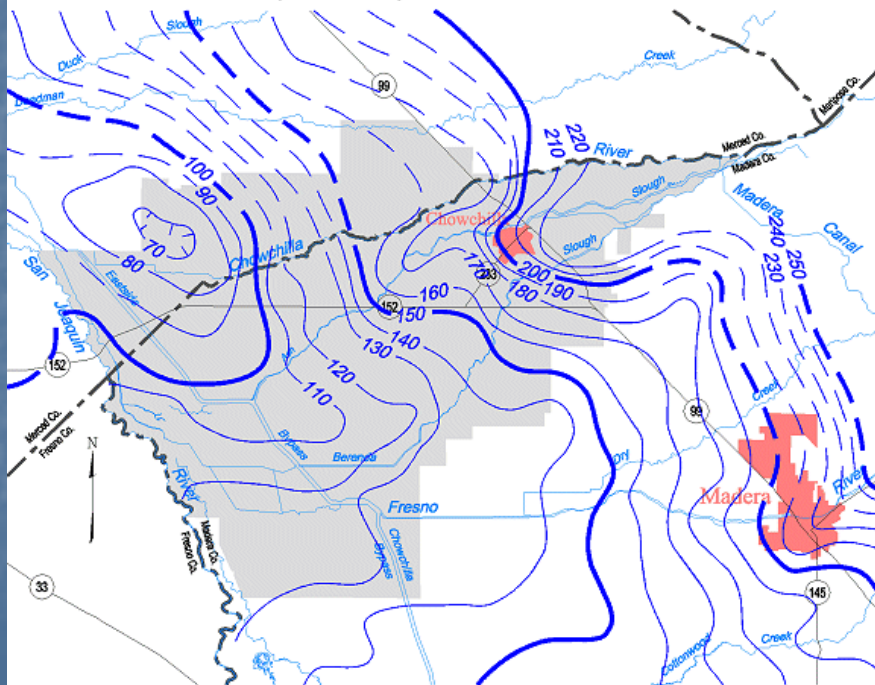 Slough
Duck
Creek
99
Deadman
Mariposa Co.
220
210
River
Merced Co.
Madera Co.
100
90
Slough
Madera
Canal
Chowchill
240
250
230
70
80
Chowchilla
Slough
San
Joaquin
Eastside
170
233
200
190
180
160
152
150
140
130
120
110
152
Creek
99
Merced Co.
Fresno Co.
N
Bypass
Berenda
Dry
River
Madera
River
Fresno
Madera Co.
Fresno Co.
Chowchilla
Bypass
33
145
Cottonwood
Creek